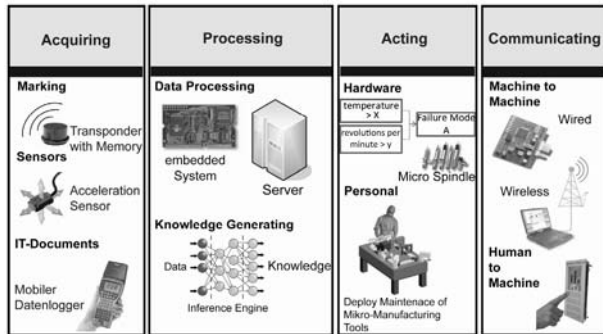 Acquiring
Marking
Transponder
with Memory
Sensors
Acceleration
Sensor
IT-Documents
Mobiler
Datenlogger
Processing
Data Processing
embedded
System
Server
Knowledge Generating
Data
Knowledge
Inference Engine
Acting
Hardware
temperature
> X
Failure Mode
A
revolutions per
minute > y
Micro Spindle
Personal
Deploy Maintenace of
Mikro-Manufacturing
Tools
Communicating
Machine to
Machine
Wired
Wireless
Human
to
Machine